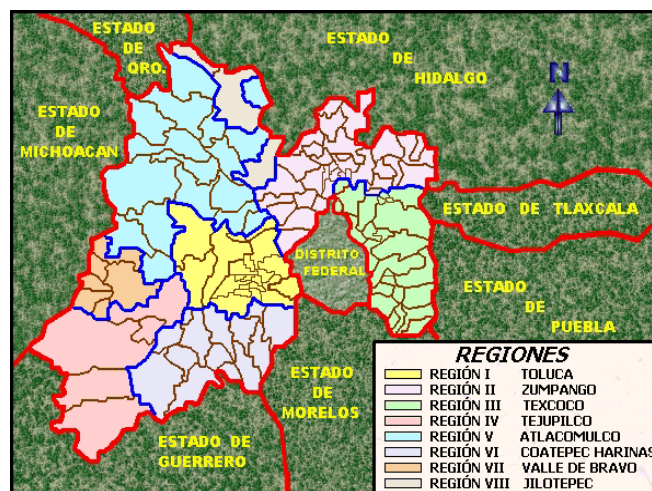 ESTADO
DE
QRO.
ESTADO
DE
HIDALGO
N
ESTADO
DE
MICHOACAN
ESTADO DE TLAXCALA
DISTRITO
FEDERAL
ESTADO
DE
PUEBLA
ESTADO
DE
MORELOS
ESTADO DE
GUERRERO
REGIONES
REGIÓN I TOLUCA
REGIÓN II ZUMPANGO
REGIÓN III TEXCOCO
REGIÓN IV TEJUPILCO
REGIÓN V ATLACOMULCO
REGIÓN VI COATEPEC HARINAS
REGIÓN VII VALLE DE BRAVO
REGIÓN VIII JILOTEPEC